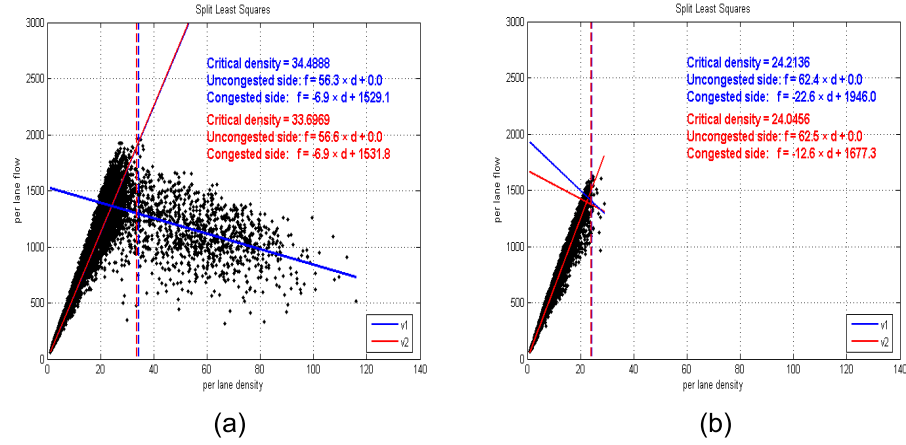 Split Least Squares
3000
2500
2000
1500
1000
500
0
per lane flow
Critical density = 34.4888
Uncongested side: f = 56.3 × d + 0.0
Congested side: f = -6.9 × d + 1529.1
Critical density = 33.6969
Uncongested side: f = 56.6 × d + 0.0
Congested side: f = -6.9 × d + 1531.8
v1
v2
0 20 40 60 80 100 120 140
per lane density
(a)
Split Least Squares
3000
2500
2000
1500
1000
500
0
per lane flow
Critical density = 24.2136
Uncongested side: f = 62.4 × d + 0.0
Congested side: f = -22.6 × d + 1946.0
Critical density = 24.0456
Uncongested side: f = 62.5 × d + 0.0
Congested side: f = -12.6 × d + 1677.3
v1
v2
0 20 40 60 80 100 120 140
per lane density
(b)